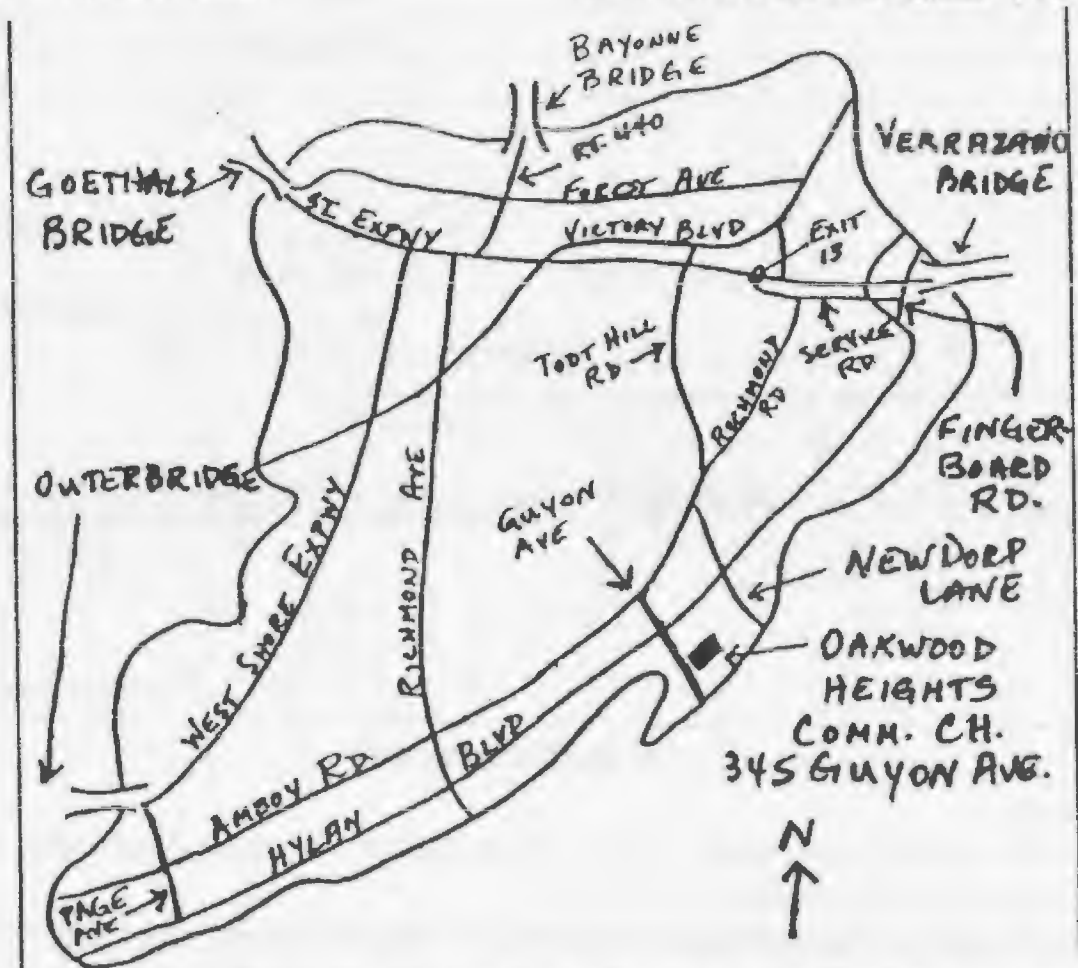 BAYONNE
BRIDGE
RT. 440
VERRAZANO
BRIDGE
GOETHALS
BRIDGE
FOREST AVE
SI EXPWY
VICTORY BLVD
EXIT
13
TODT HILL
RD
SERVICE
RD
RICHMOND
RD
FINGER-
BOARD
RD.
OUTERBRIDGE
GUYON
AVE
WEST SHORE EXPWY
RICHMOND AVE
NEW DORP
LANE
OAKWOOD
HEIGHTS
COMM. CH.
345 GUYON AVE.
AMBOY RD
HYLAN BLVD
PAGE
AVE
N